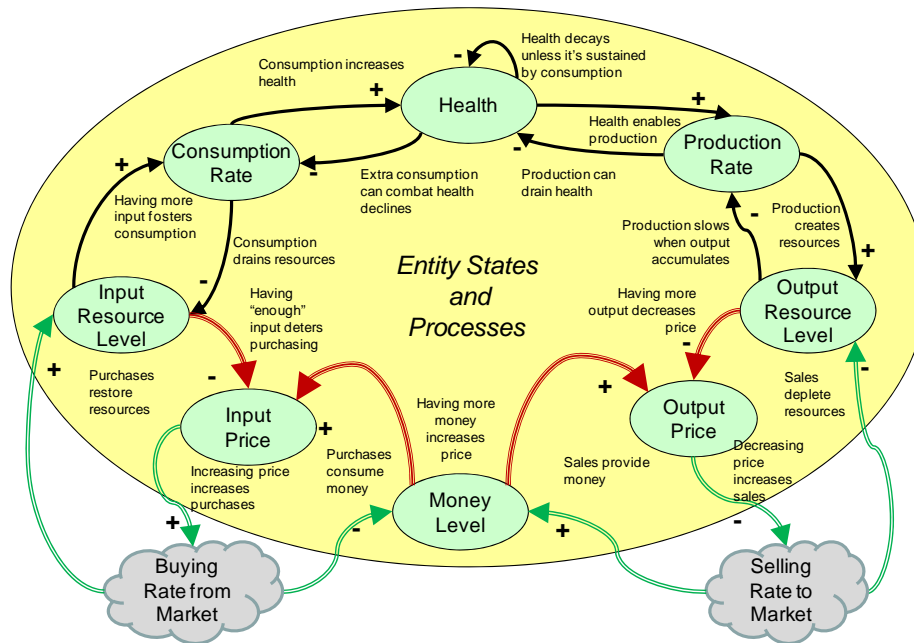 Health decays
unless it's sustained
by consumption
-
Consumption increases
health
+
Health
+
Health enables
production
-
Consumption
Rate
+
-
Extra consumption
can combat health
declines
Production can
drain health
Production
Rate
Having more
input fosters
consumption
Consumption
drains resources
-
Production slows
when output
accumulates
-
Production
creates
resources
+
Entity States
and
Processes
Input
Resource
Level
Having
"enough"
input deters
purchasing
-
Having more
output decreases
price
-
Output
Resource
Level
+
Purchases
restore
resources
Input
Price
+
Having more
money
increases
price
+
Output
Price
Sales
deplete
resources
-
Increasing price
increases
purchases
+
Purchases
consume
money
-
Money
Level
Sales provide
money
+
Decreasing
price
increases
sales
-
Buying
Rate from
Market
Selling
Rate to
Market